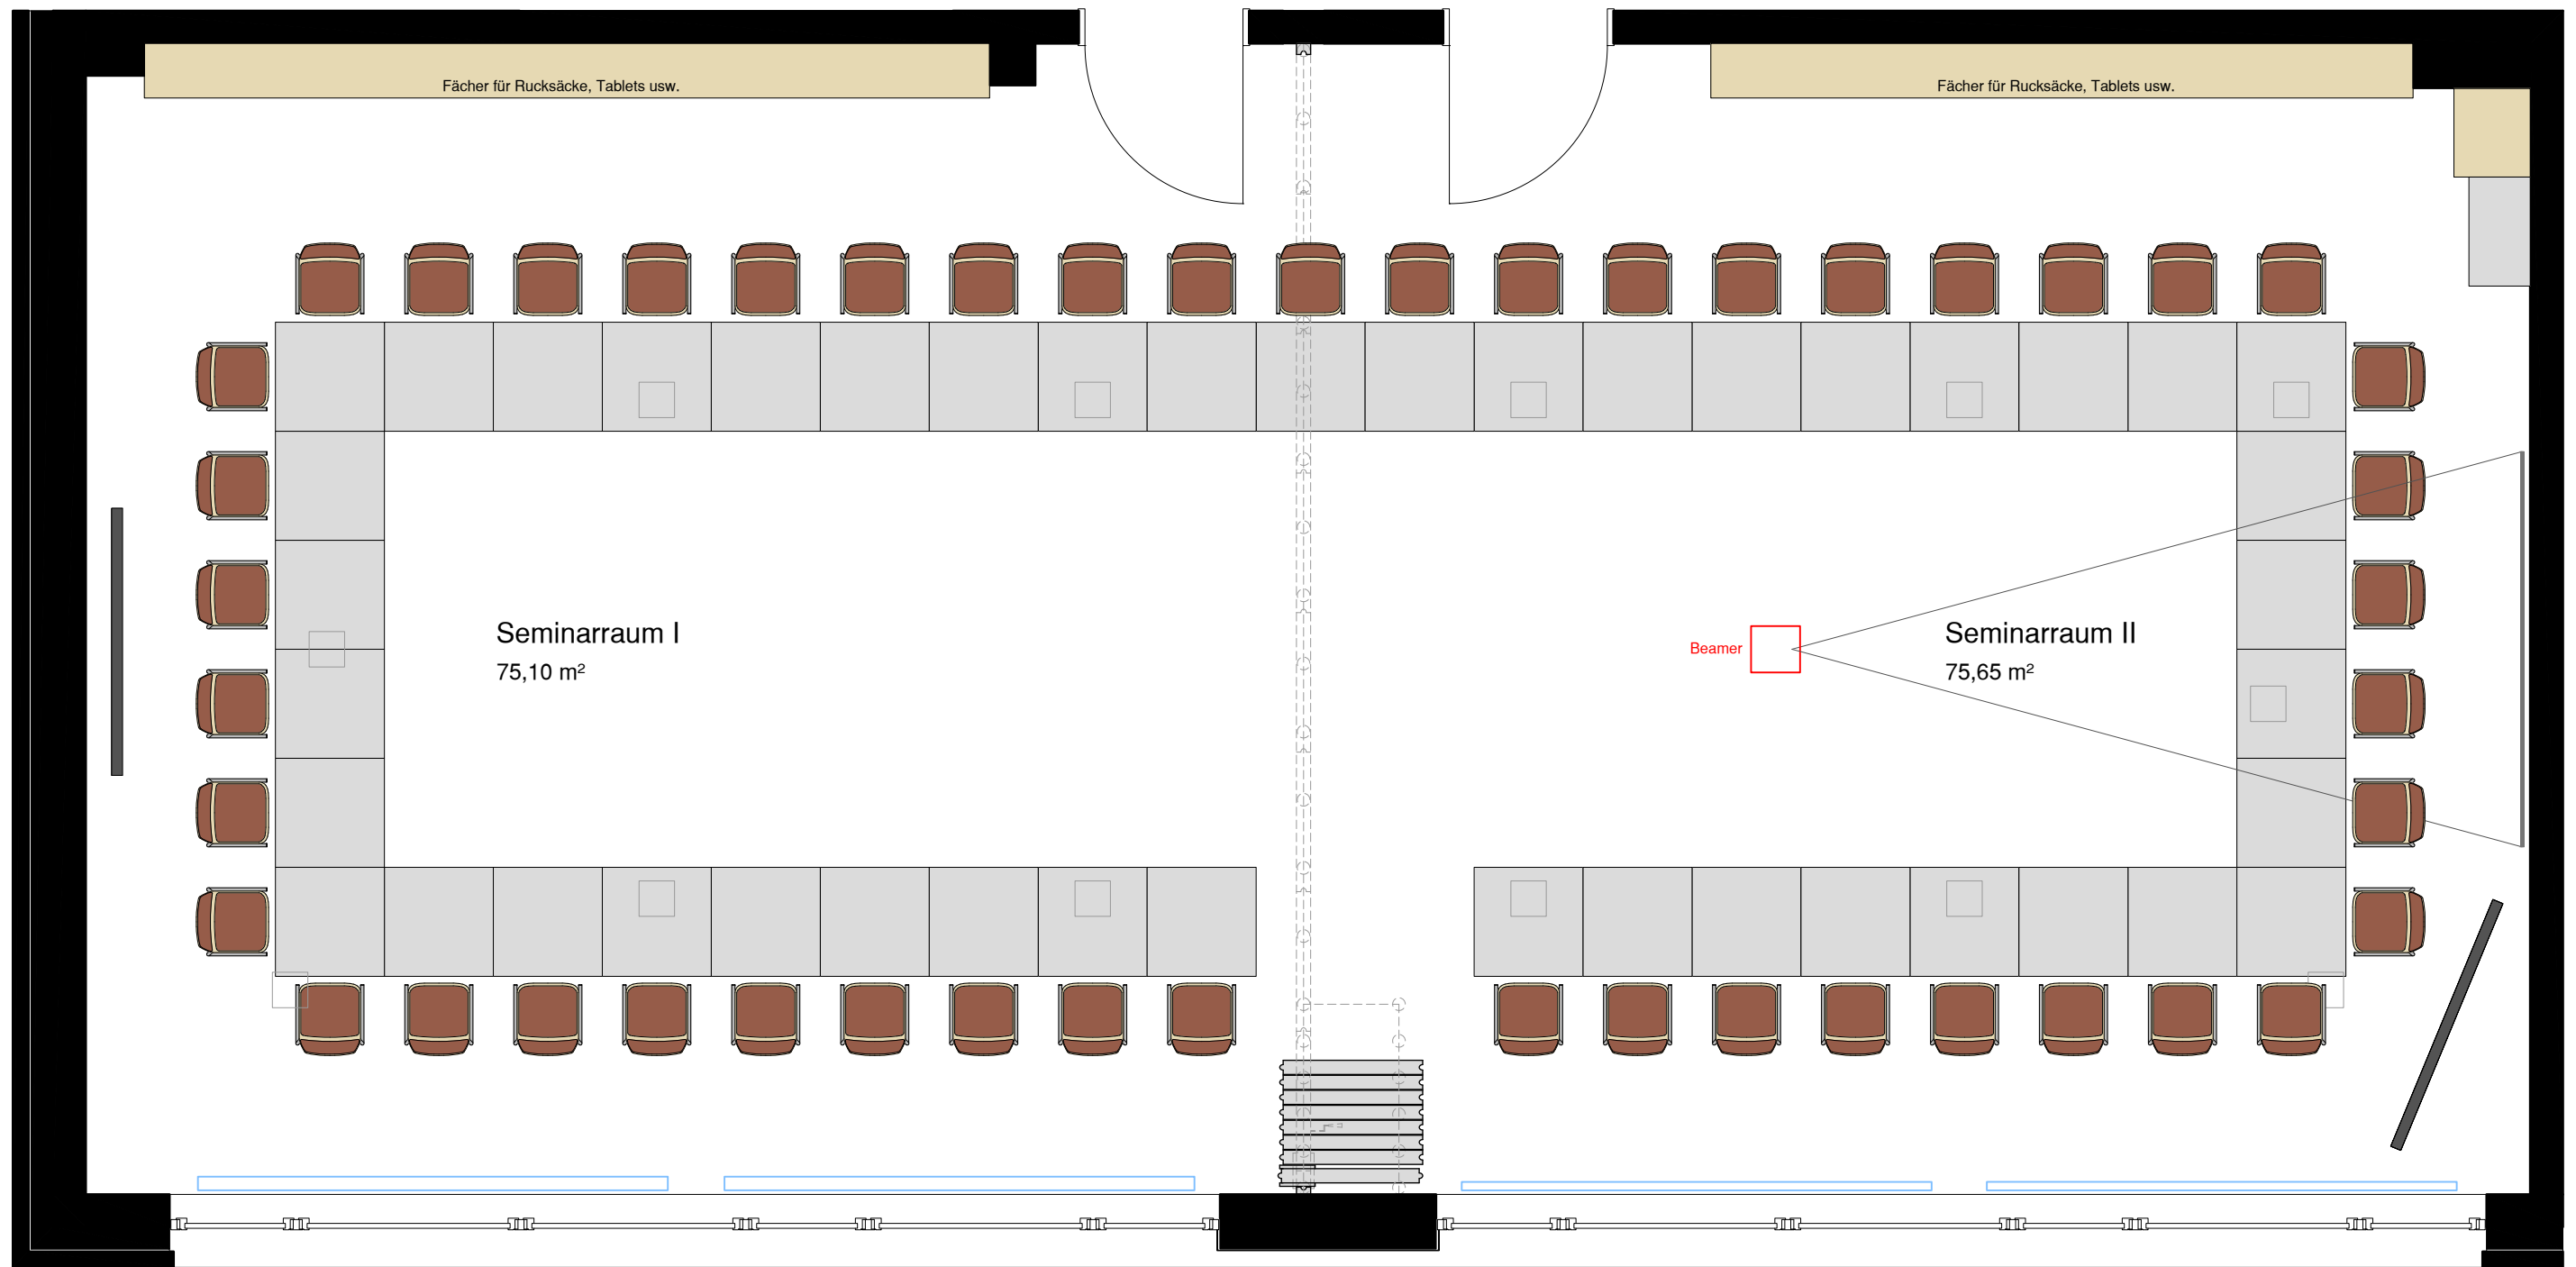 Fächer für Rucksäcke, Tablets usw.
Fächer für Rucksäcke, Tablets usw.
Seminarraum I
75,10 m²
Beamer
Seminarraum II
75,65 m²